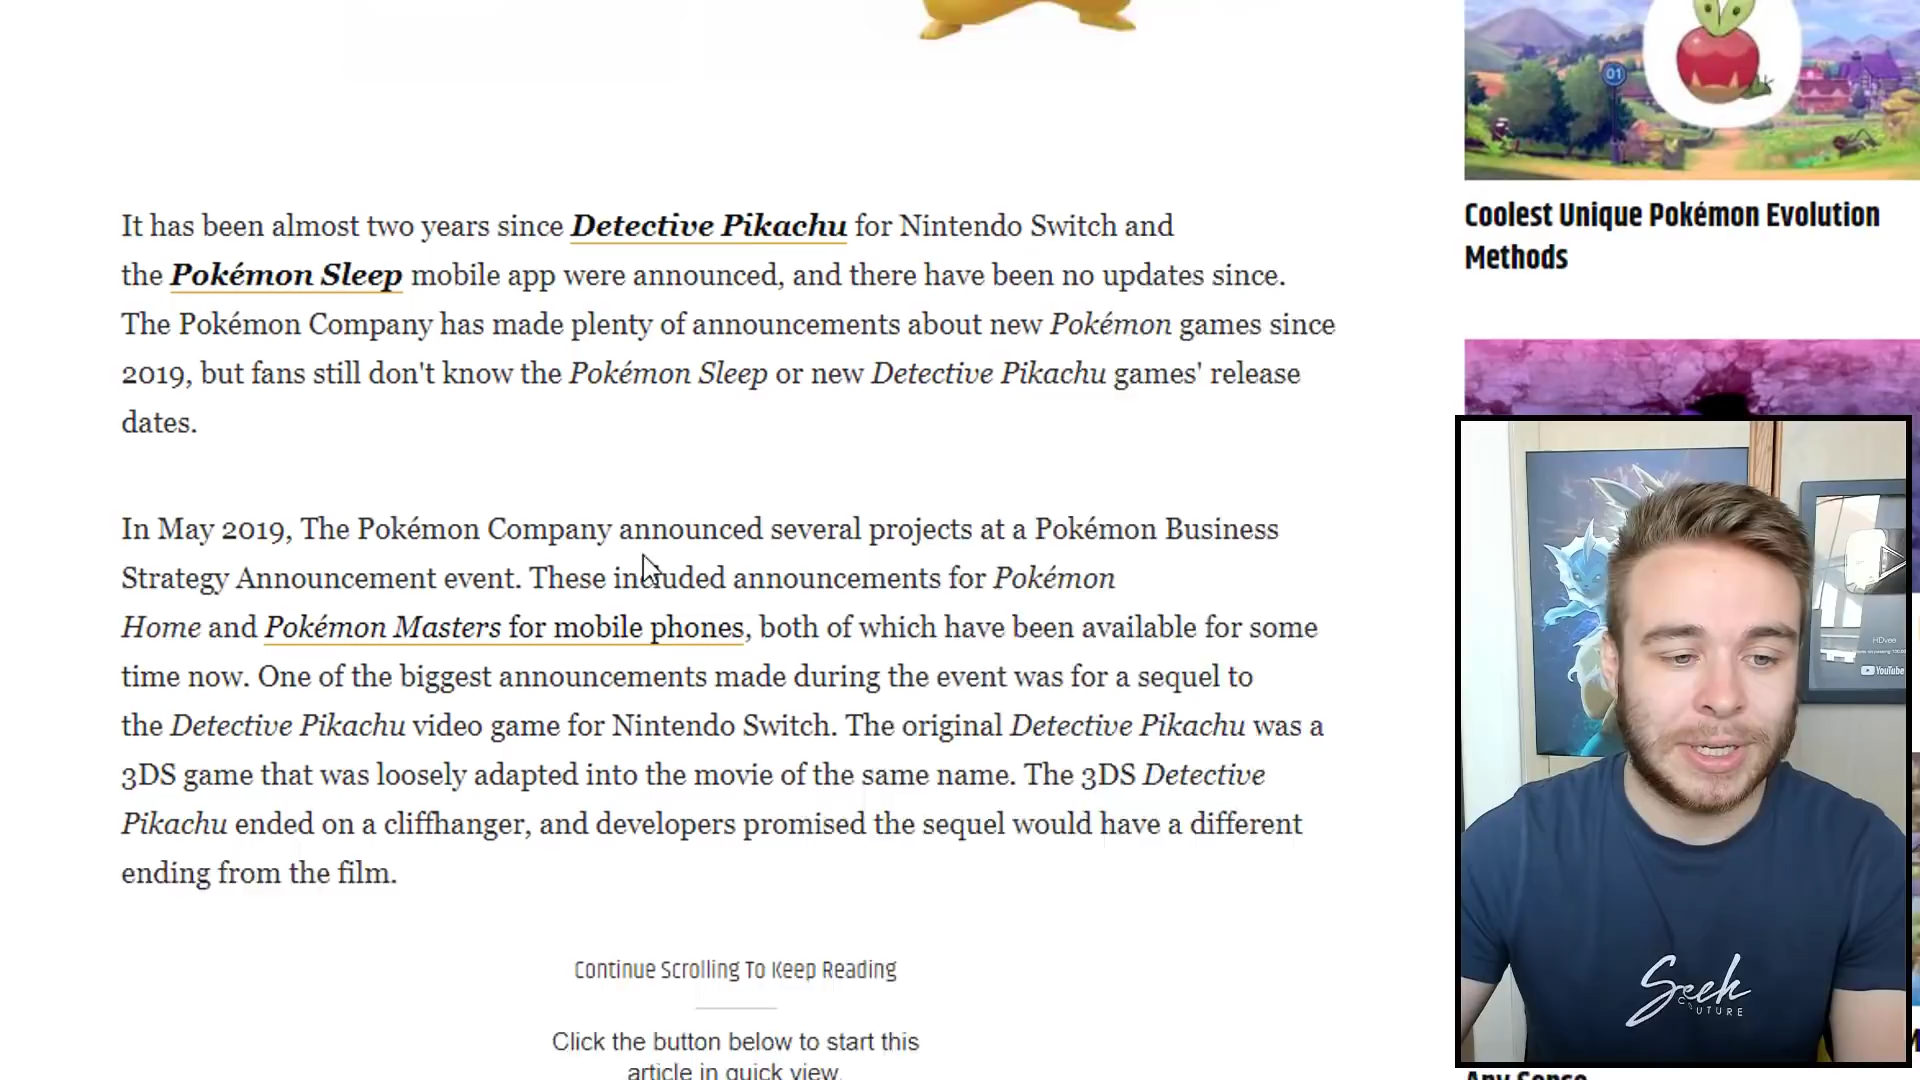 It has been almost two years since Detective Pikachu for Nintendo Switch and
the Pokémon Sleep mobile app were announced, and there have been no updates since.
The Pokémon Company has made plenty of announcements about new Pokémon games since
2019, but fans still don't know the Pokémon Sleep or new Detective Pikachu games' release
dates.
In May 2019, The Pokémon Company announced several projects at a Pokémon Business
Strategy Announcement event. These included announcements for Pokémon
Home and Pokémon Masters for mobile phones, both of which have been available for some
time now. One of the biggest announcements made during the event was for a sequel to
the Detective Pikachu video game for Nintendo Switch. The original Detective Pikachu was a
3DS game that was loosely adapted into the movie of the same name. The 3DS Detective
Pikachu ended on a cliffhanger, and developers promised the sequel would have a different
ending from the film.
Continue Scrolling To Keep Reading
Click the button below to start this
article in quick view.
01
Coolest Unique Pokémon Evolution
Methods
HDvee
YouTube
Seek
COUTURE
Any Sense